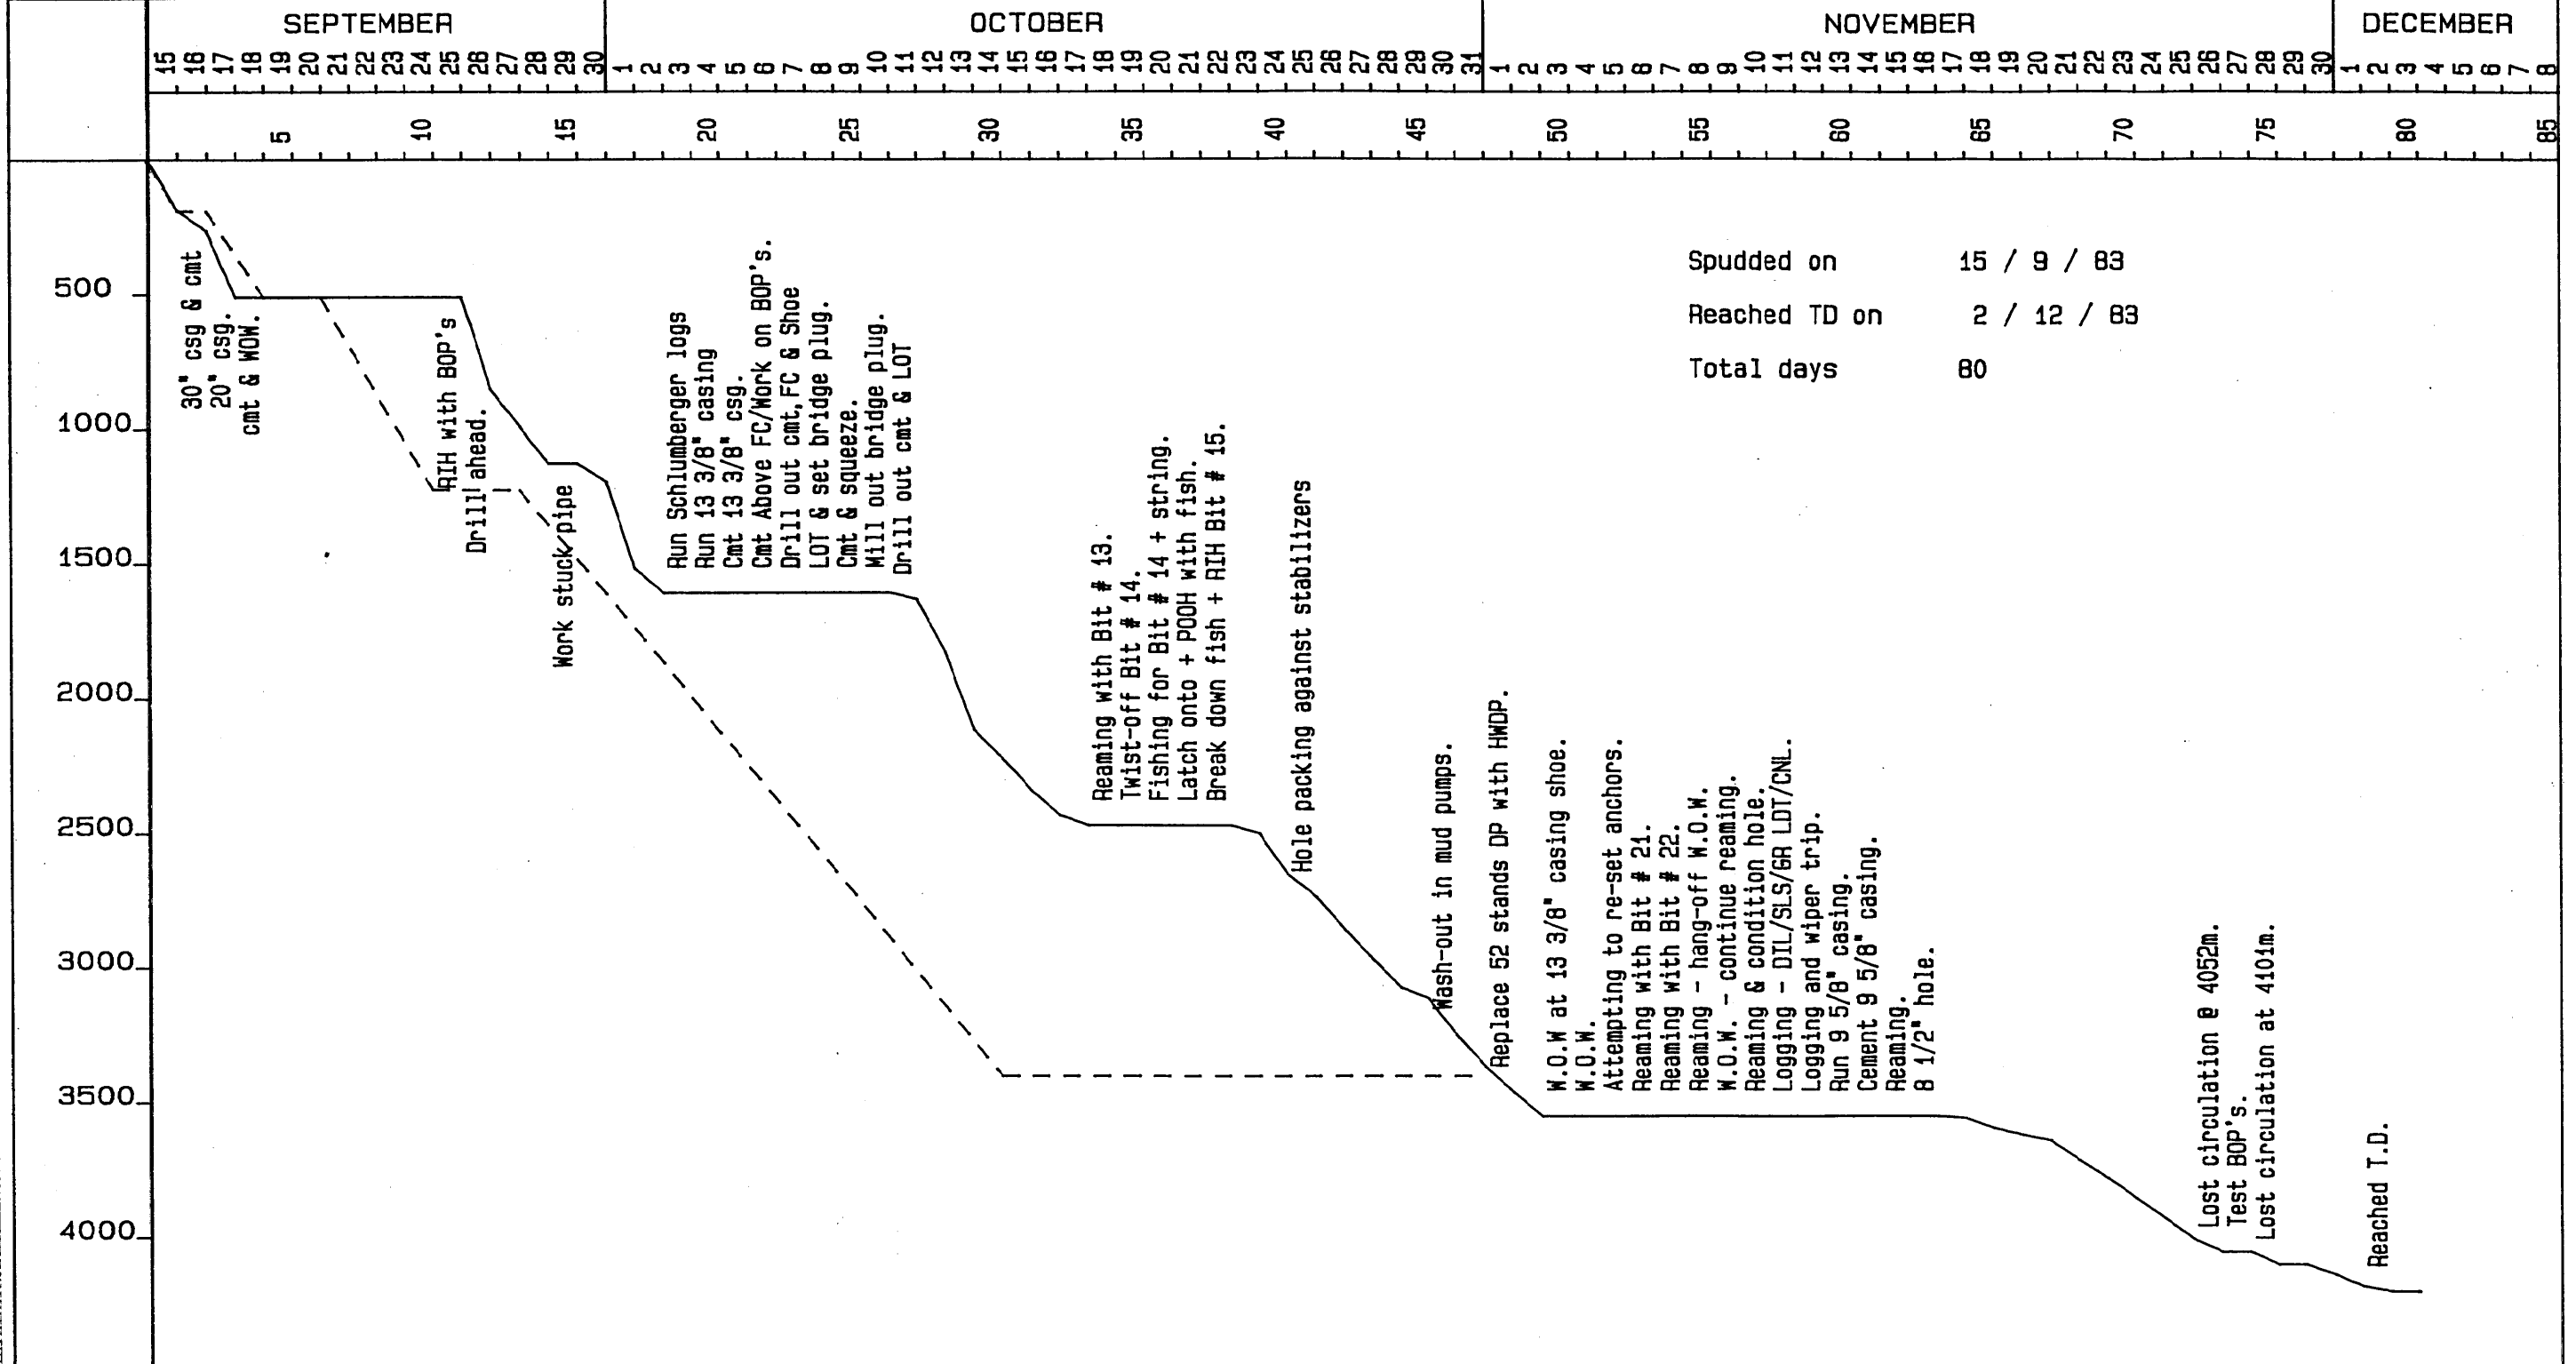 SEPTEMBER OCTOBER NOVEMBER DECEMBER
15 16 17 18 19 20 21 22 23 24 25 26 27 28 29 30 1 2 3 4 5 6 7 8 9 10 11 12 13 14 15 16 17 18 19 20 21 22 23 24 25 26 27 28 29 30 31 1 2 3 4 5 6 7 8 9 10 11 12 13 14 15 16 17 18 19 20 21 22 23 24 25 26 27 28 29 30 1 2 3 4 5 6 7 8
5 10 15 20 25 30 35 40 45 50 55 60 65 70 75 80 85
Spudded on 15 / 9 / 83
Reached TD on 2 / 12 / 83
Total days 80
500
1000
1500
2000
2500
3000
3500
4000
30" csg & cmt
20" csg.
cmt & WOW.
RIH with BOP's
Drill ahead.
Work stuck pipe
Run Schlumberger logs
Run 13 3/8" casing
Cmt 13 3/8" csg.
Cmt Above FC/Work on BOP's.
Drill out cmt,FC & Shoe
LOT & set bridge plug.
Cmt & squeeze.
Mill out bridge plug.
Drill out cmt & LOT
Reaming with Bit # 13.
Twist-off Bit # 14.
Fishing for Bit # 14 + string.
Latch onto + POOH with fish.
Break down fish + RIH Bit # 15.
Hole packing against stabilizers
Wash-out in mud pumps.
Replace 52 stands DP with HWDP.
W.O.W at 13 3/8" casing shoe.
W.O.W.
Attempting to re-set anchors.
Reaming with Bit # 21.
Reaming with Bit # 22.
Reaming - hang-off W.O.W.
W.O.W. - continue reaming.
Reaming & condition hole.
Logging - DIL/SLS/GR LDT/CNL.
Logging and wiper trip.
Run 9 5/8" casing.
Cement 9 5/8" casing.
Reaming.
8 1/2" hole.
Lost circulation @ 4052m.
Test BOP's.
Lost circulation at 4101m.
Reached T.D.